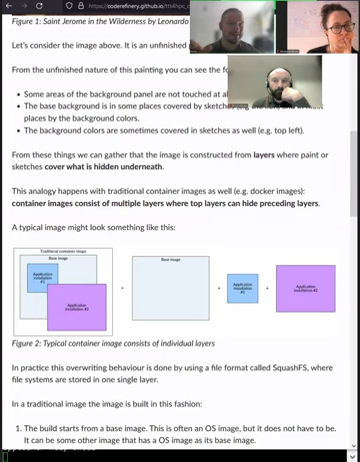 https://coderefinery.github.io/ttt4hpc_c
Figure 1: Saint Jerome in the Wilderness by Leonardo
Let's consider the image above. It is an unfinished
From the unfinished nature of this painting you can see the
• Some areas of the background panel are not touched at
• The base background is in some places covered by
places by the background colors.
• The background colors are sometimes covered in sketches as well (e.g. top left).
From these things we can gather that the image is constructed from layers where paint or
sketches cover what is hidden underneath.
This analogy happens with traditional container images as well (e.g. docker images):
container images consist of multiple layers where top layers can hide preceding layers.
A typical image might look something like this:
Traditional container image
Base image
Application
installation
#1
Application
installation #2
Base image
Application
installation
#1
Application
installation #2
Figure 2: Typical container image consists of individual layers
In practice this overwriting behaviour is done by using a file format called SquashFS, where
file systems are stored in one single layer.
In a traditional image the image is built in this fashion:
1. The build starts from a base image. This is often an OS image, but it does not have to be.
It can be some other image that has a OS image as its base image.